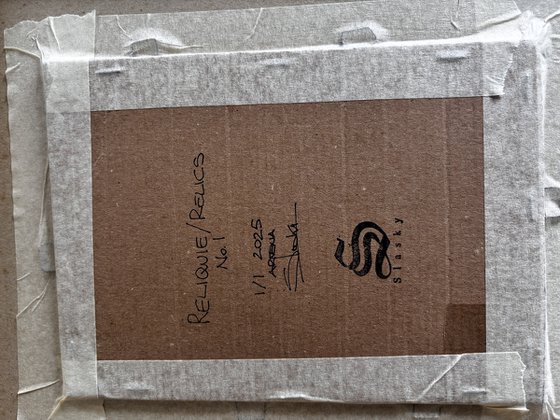 RELIQUIE/RELICS
No.1
1/1 2025
Slasky